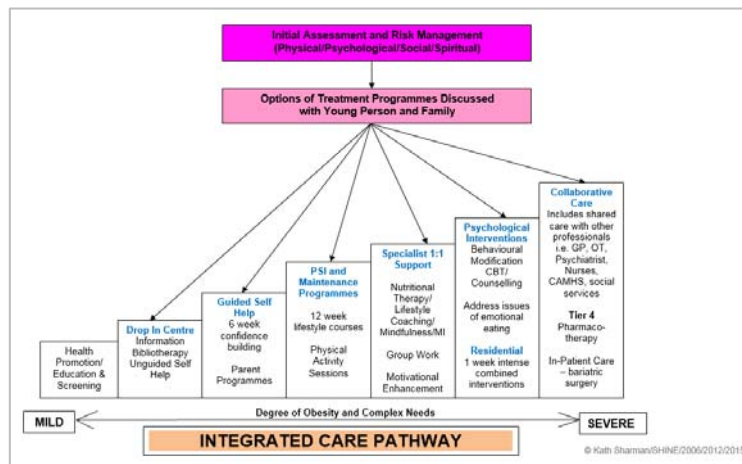 Initial Assessment and Risk Management
(Physical/Psychological/Social/Spiritual)
Options of Treatment Programmes Discussed
with Young Person and Family
Health
Promotion/
Education &
Screening
Drop In Centre
Information
Bibliotherapy
Unguided Self
Help
Guided Self
Help
6 week
confidence
building
Parent
Programmes
PSI and
Maintenance
Programmes
12 week
lifestyle courses
Physical
Activity
Sessions
Specialist 1:1
Support
Nutritional
Therapy/
Lifestyle
Coaching/
Mindfulness/MI
Group Work
Motivational
Enhancement
Psychological
Interventions
Behavioural
Modification
CBT/
Counselling
Address issues
of emotional
eating
Residential
1 week intense
combined
interventions
Collaborative
Care
Includes shared
care with other
professionals
i.e. GP, OT,
Psychiatrist,
Nurses,
CAMHS, social
services
Tier 4
Pharmaco-
therapy
In-Patient Care
– bariatric
surgery
MILD
Degree of Obesity and Complex Needs
SEVERE
INTEGRATED CARE PATHWAY
© Kath Sharman/SHINE/2006/2012/2015